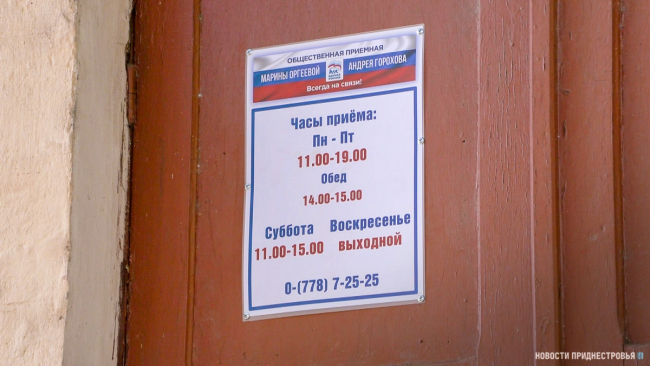 ОБЩЕСТВЕННАЯ ПРИЕМНАЯ
МАРИНЫ ОРГЕЕВОЙ АНДРЕЯ ГОРОХОВА
Всегда на связи!
Часы приёма:
Пн - Пт
11.00-19.00
Обед
14.00-15.00
Суббота Воскресенье
11.00-15.00 выходной
0-(778) 7-25-25
НОВОСТИ ПРИДНЕСТРОВЬЯ